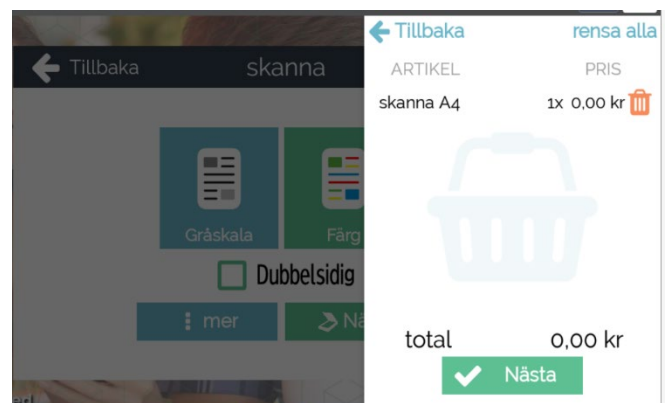 Tillbaka skanna
Gråskala Färg
Dubbelsidig
mer
Tillbaka rensa alla
ARTIKEL PRIS
skanna A4 1x 0,00 kr
total 0,00 kr
Nästa